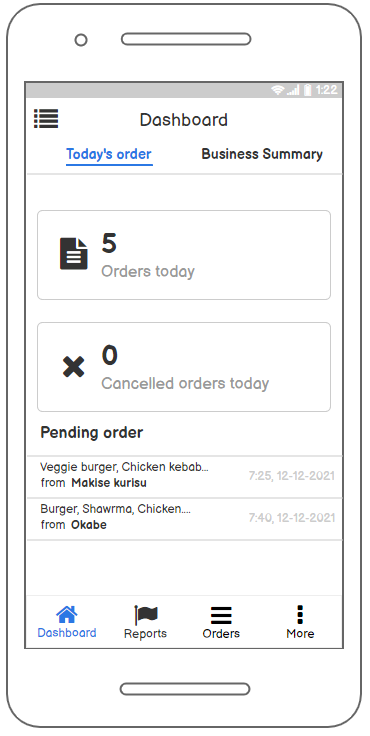 1:22
Dashboard
Today's order Business Summary
5
Orders today
0
Cancelled orders today
Pending order
Veggie burger, Chicken kebab...
7:25, 12-12-2021
from Makise kurisu
Burger, Shawrma, Chicken....
7:40, 12-12-2021
from Okabe
Dashboard Reports Orders More